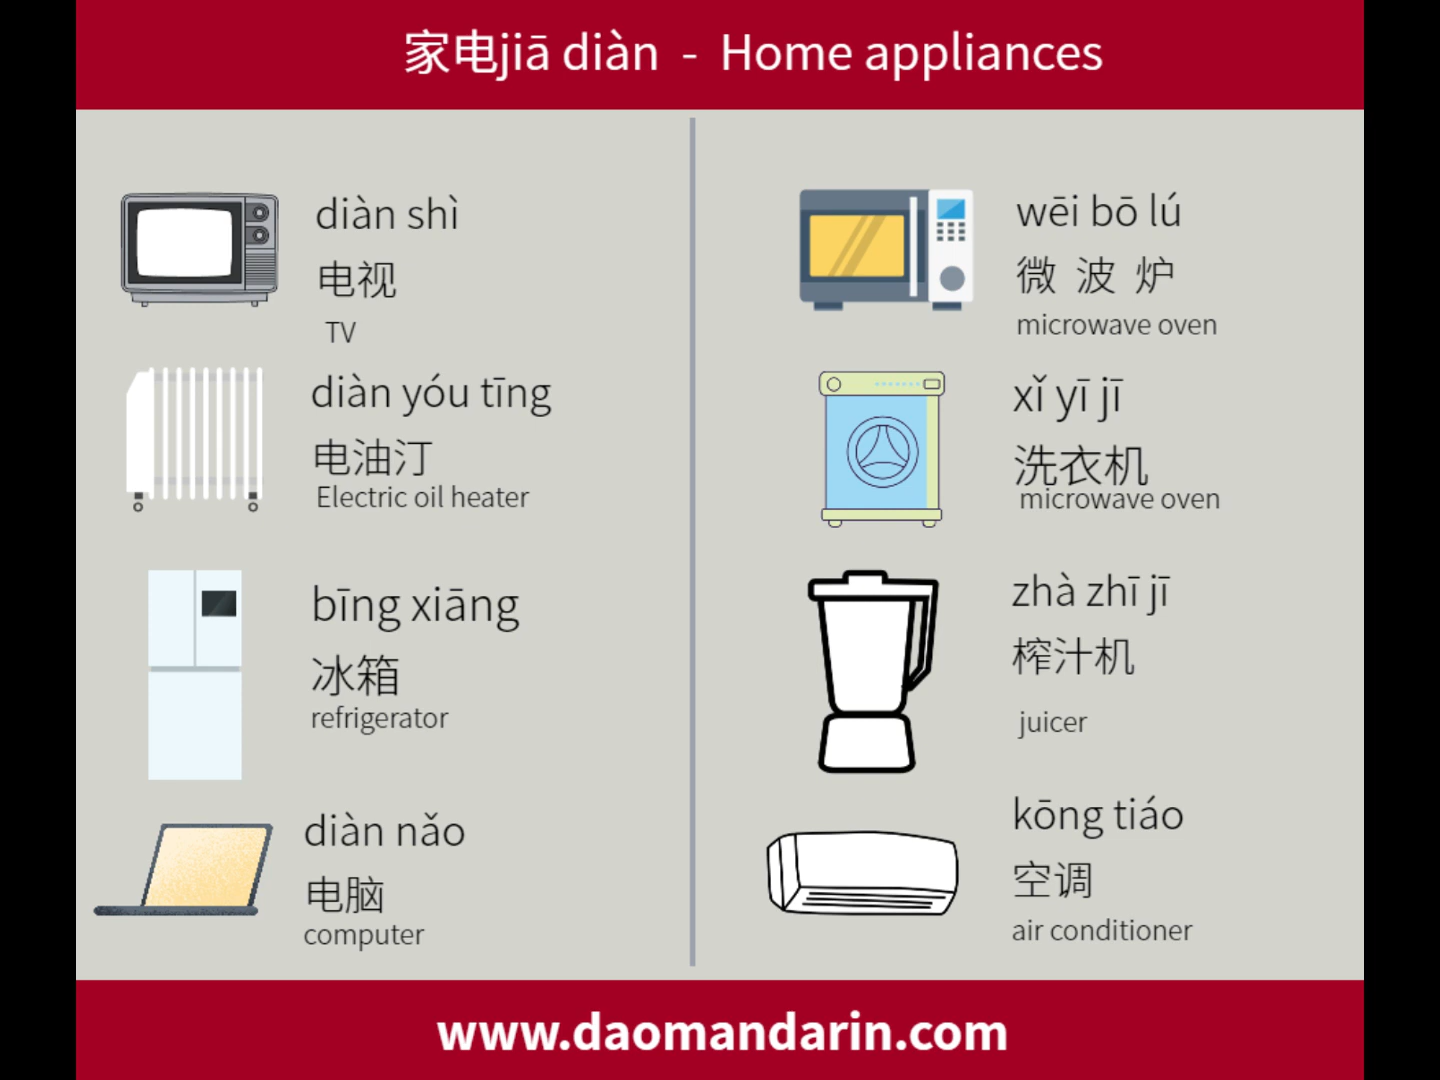 家电jiā diàn - Home appliances
diàn shì
电视
TV
diàn yóu tīng
电油汀
Electric oil heater
bīng xiāng
冰箱
refrigerator
diàn nǎo
电脑
computer
wēi bō lú
微 波 炉
microwave oven
xǐ yī jī
洗衣机
microwave oven
zhà zhī jī
榨汁机
juicer
kōng tiáo
空调
air conditioner
www.daomandarin.com